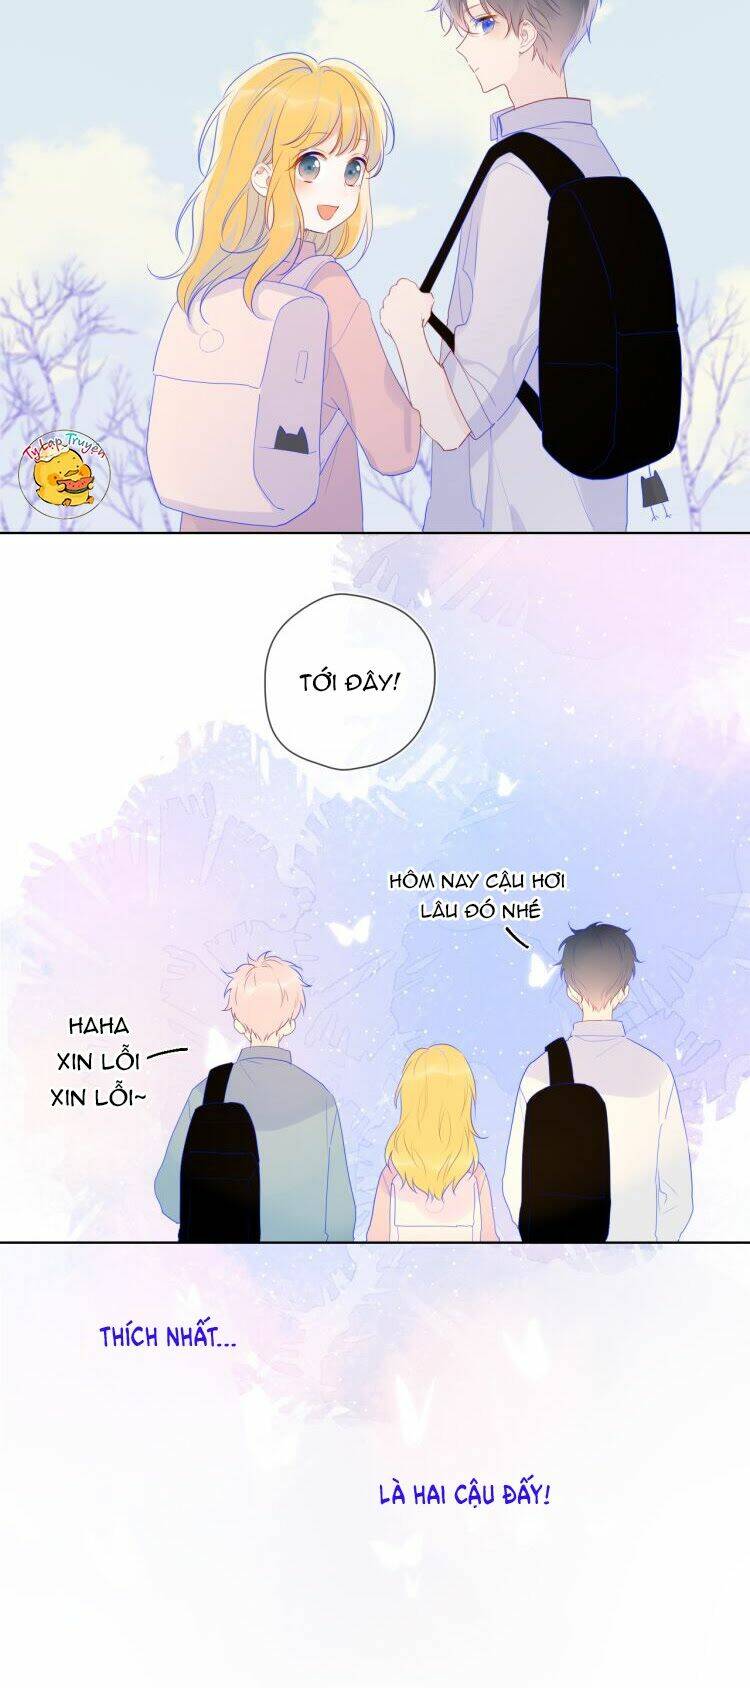 Ty Lạp Truyện
TỚI ĐÂY!
HÔM NAY CẬU HƠI
LÂU ĐÓ NHÉ
HAHA
XIN LỖI
XIN LỖI~
THÍCH NHẤT...
LÀ HAI CẬU ĐẤY!